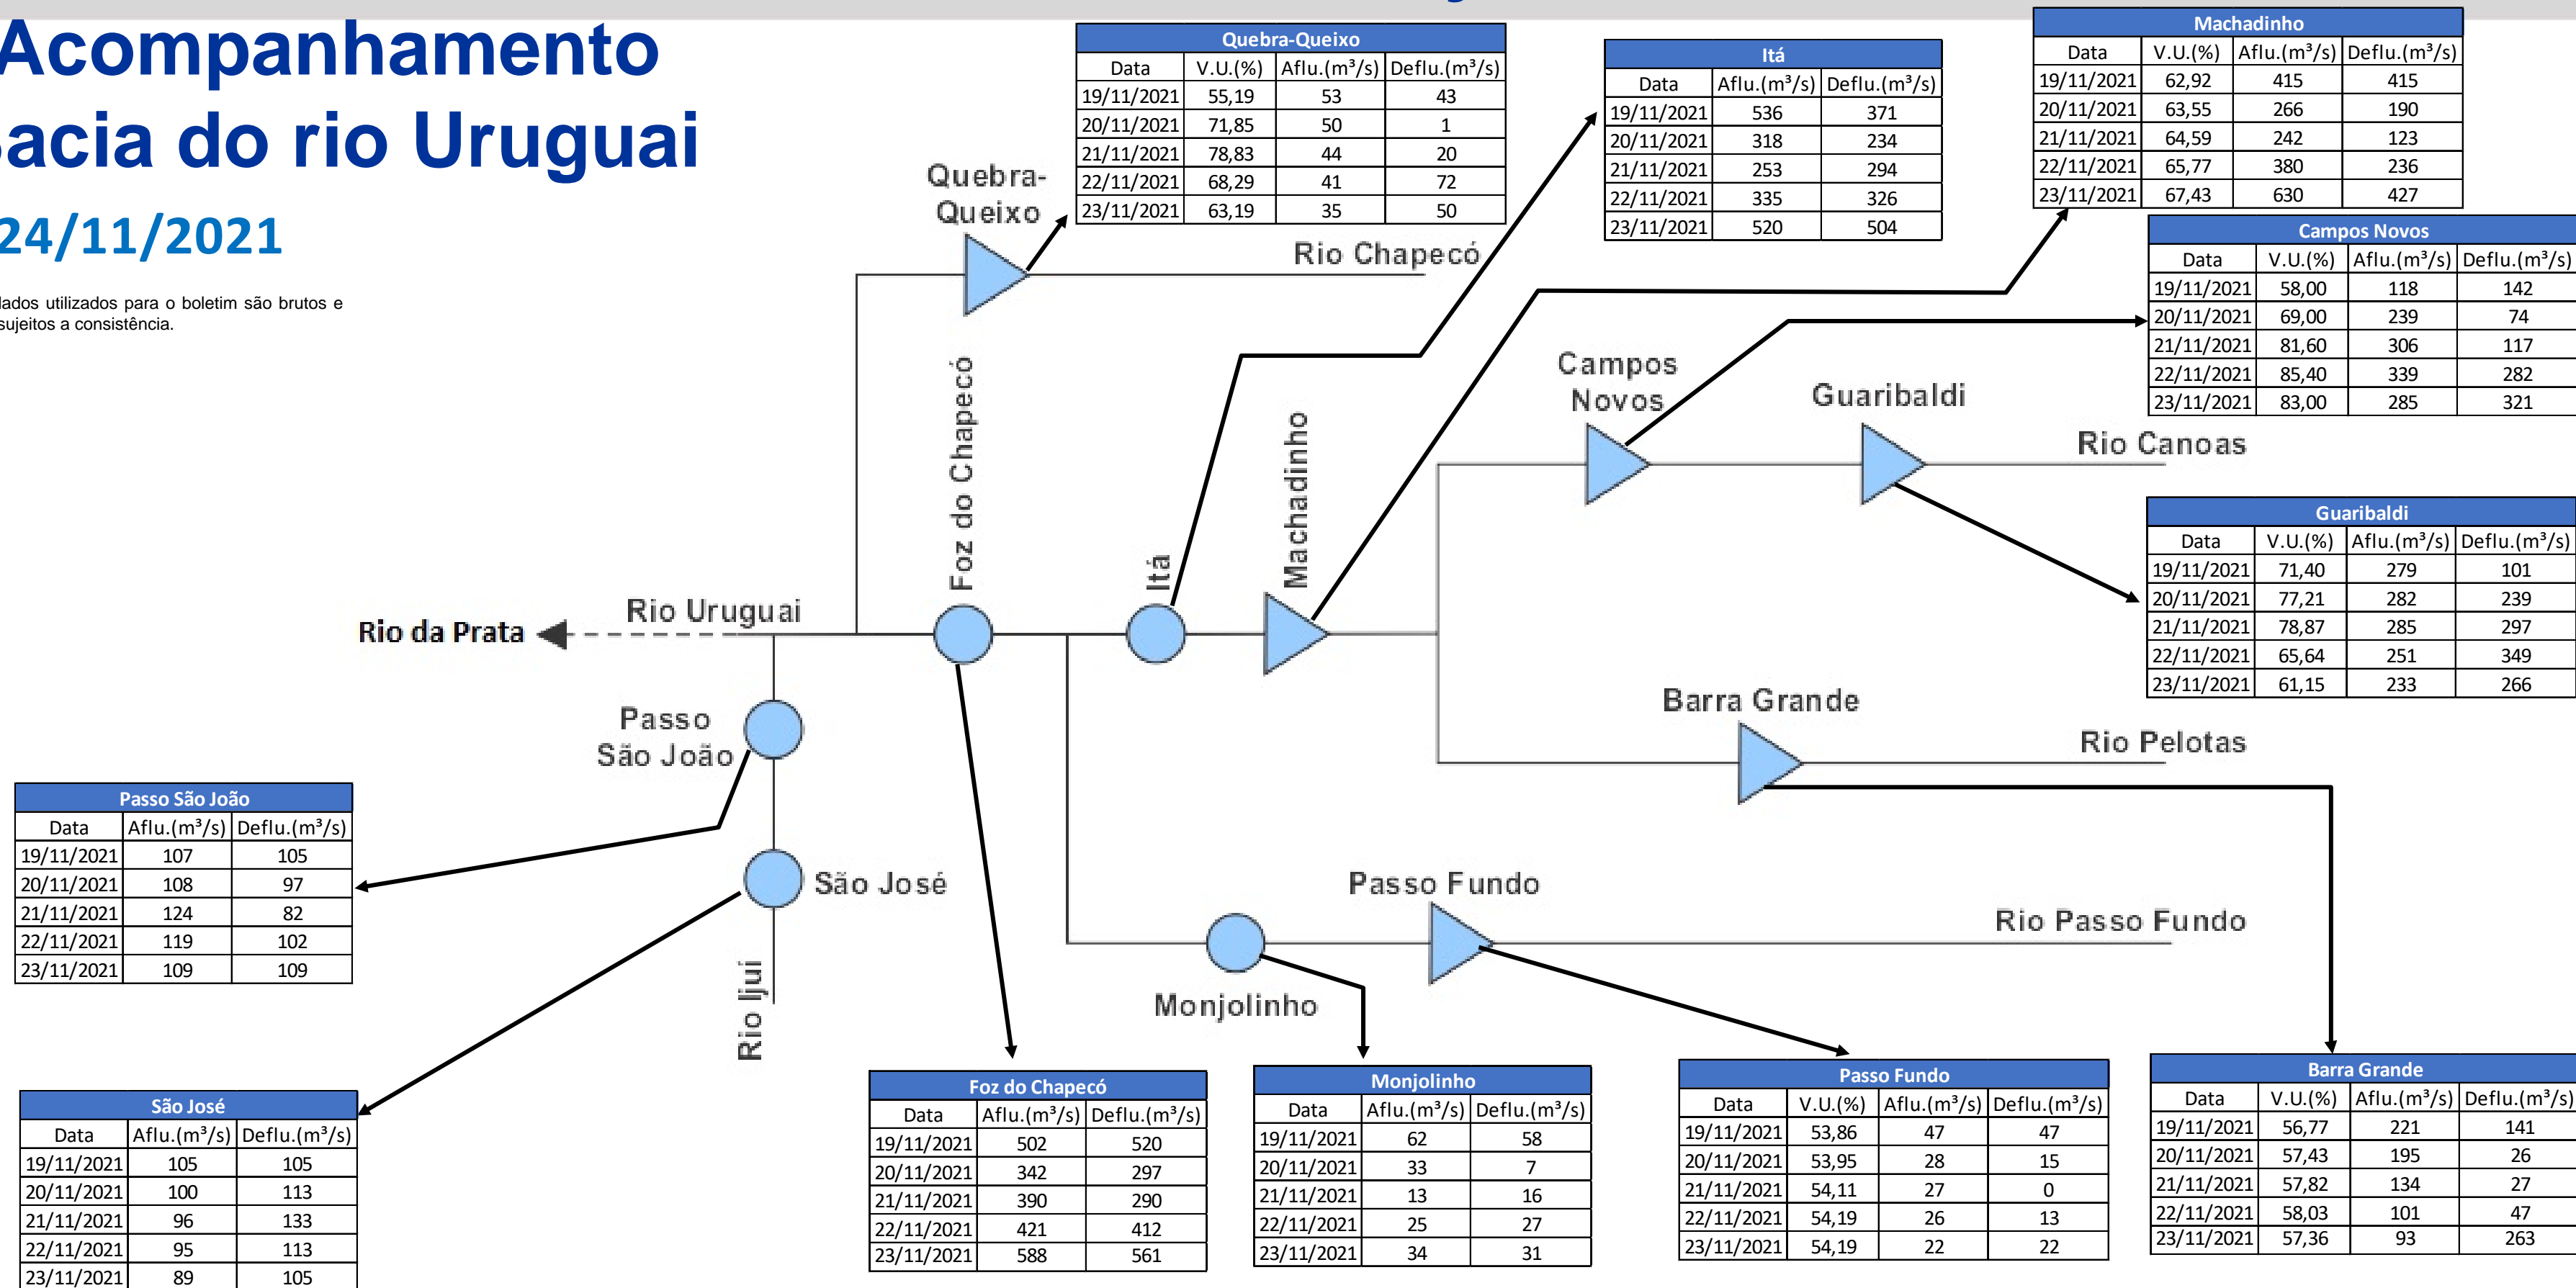 Acompanhamento
Bacia do rio Uruguai
24/11/2021
dados utilizados para o boletim são brutos e
sujeitos a consistência.
Quebra-Queixo
Data V.U.(%) Aflu.(m³/s) Deflu.(m³/s)
19/11/2021 55,19 53 43
20/11/2021 71,85 50 1
21/11/2021 78,83 44 20
22/11/2021 68,29 41 72
23/11/2021 63,19 35 50
Itá
Data Aflu.(m³/s) Deflu.(m³/s)
19/11/2021 536 371
20/11/2021 318 234
21/11/2021 253 294
22/11/2021 335 326
23/11/2021 520 504
Machadinho
Data V.U.(%) Aflu.(m³/s) Deflu.(m³/s)
19/11/2021 62,92 415 415
20/11/2021 63,55 266 190
21/11/2021 64,59 242 123
22/11/2021 65,77 380 236
23/11/2021 67,43 630 427
Campos Novos
Data V.U.(%) Aflu.(m³/s) Deflu.(m³/s)
19/11/2021 58,00 118 142
20/11/2021 69,00 239 74
21/11/2021 81,60 306 117
22/11/2021 85,40 339 282
23/11/2021 83,00 285 321
Quebra-
Queixo
Rio Chapecó
Foz do Chapecó
Itá
Machadinho
Campos
Novos
Guaribaldi
Rio Canoas
Guaribaldi
Data V.U.(%) Aflu.(m³/s) Deflu.(m³/s)
19/11/2021 71,40 279 101
20/11/2021 77,21 282 239
21/11/2021 78,87 285 297
22/11/2021 65,64 251 349
23/11/2021 61,15 233 266
Rio da Prata
Rio Uruguai
Barra Grande
Rio Pelotas
Passo
São João
São José
Rio Ijuí
Passo Fundo
Rio Passo Fundo
Monjolinho
Passo São João
Data Aflu.(m³/s) Deflu.(m³/s)
19/11/2021 107 105
20/11/2021 108 97
21/11/2021 124 82
22/11/2021 119 102
23/11/2021 109 109
São José
Data Aflu.(m³/s) Deflu.(m³/s)
19/11/2021 105 105
20/11/2021 100 113
21/11/2021 96 133
22/11/2021 95 113
23/11/2021 89 105
Foz do Chapecó
Data Aflu.(m³/s) Deflu.(m³/s)
19/11/2021 502 520
20/11/2021 342 297
21/11/2021 390 290
22/11/2021 421 412
23/11/2021 588 561
Monjolinho
Data Aflu.(m³/s) Deflu.(m³/s)
19/11/2021 62 58
20/11/2021 33 7
21/11/2021 13 16
22/11/2021 25 27
23/11/2021 34 31
Passo Fundo
Data V.U.(%) Aflu.(m³/s) Deflu.(m³/s)
19/11/2021 53,86 47 47
20/11/2021 53,95 28 15
21/11/2021 54,11 27 0
22/11/2021 54,19 26 13
23/11/2021 54,19 22 22
Barra Grande
Data V.U.(%) Aflu.(m³/s) Deflu.(m³/s)
19/11/2021 56,77 221 141
20/11/2021 57,43 195 26
21/11/2021 57,82 134 27
22/11/2021 58,03 101 47
23/11/2021 57,36 93 263